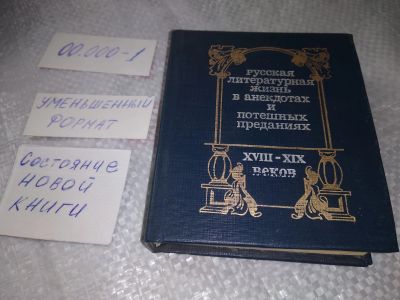 00.000-1
УМЕНЬШЕННЫЙ
ФОРМАТ
Состояние
НОВОЙ
КНИГИ
русская
литературная
жизнь
в анекдотах
и
потешных
преданиях
XVIII-XIX
веков